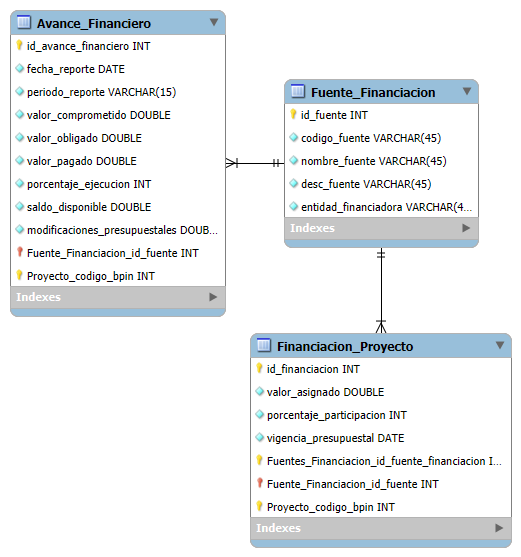 Avance_Financiero
id_avance_financiero INT
fecha_reporte DATE
periodo_reporte VARCHAR(15)
valor_comprometido DOUBLE
valor_obligado DOUBLE
valor_pagado DOUBLE
porcentaje_ejecucion INT
saldo_disponible DOUBLE
modificaciones_presupuestales DOUB...
Fuente_Financiacion_id_fuente INT
Proyecto_codigo_bpin INT
Indexes
Fuente_Financiacion
id_fuente INT
codigo_fuente VARCHAR(45)
nombre_fuente VARCHAR(45)
desc_fuente VARCHAR(45)
entidad_financiadora VARCHAR(4...
Indexes
Financiacion_Proyecto
id_financiacion INT
valor_asignado DOUBLE
porcentaje_participacion INT
vigencia_presupuestal DATE
Fuentes_Financiacion_id_fuente_financiacion I...
Fuente_Financiacion_id_fuente INT
Proyecto_codigo_bpin INT
Indexes